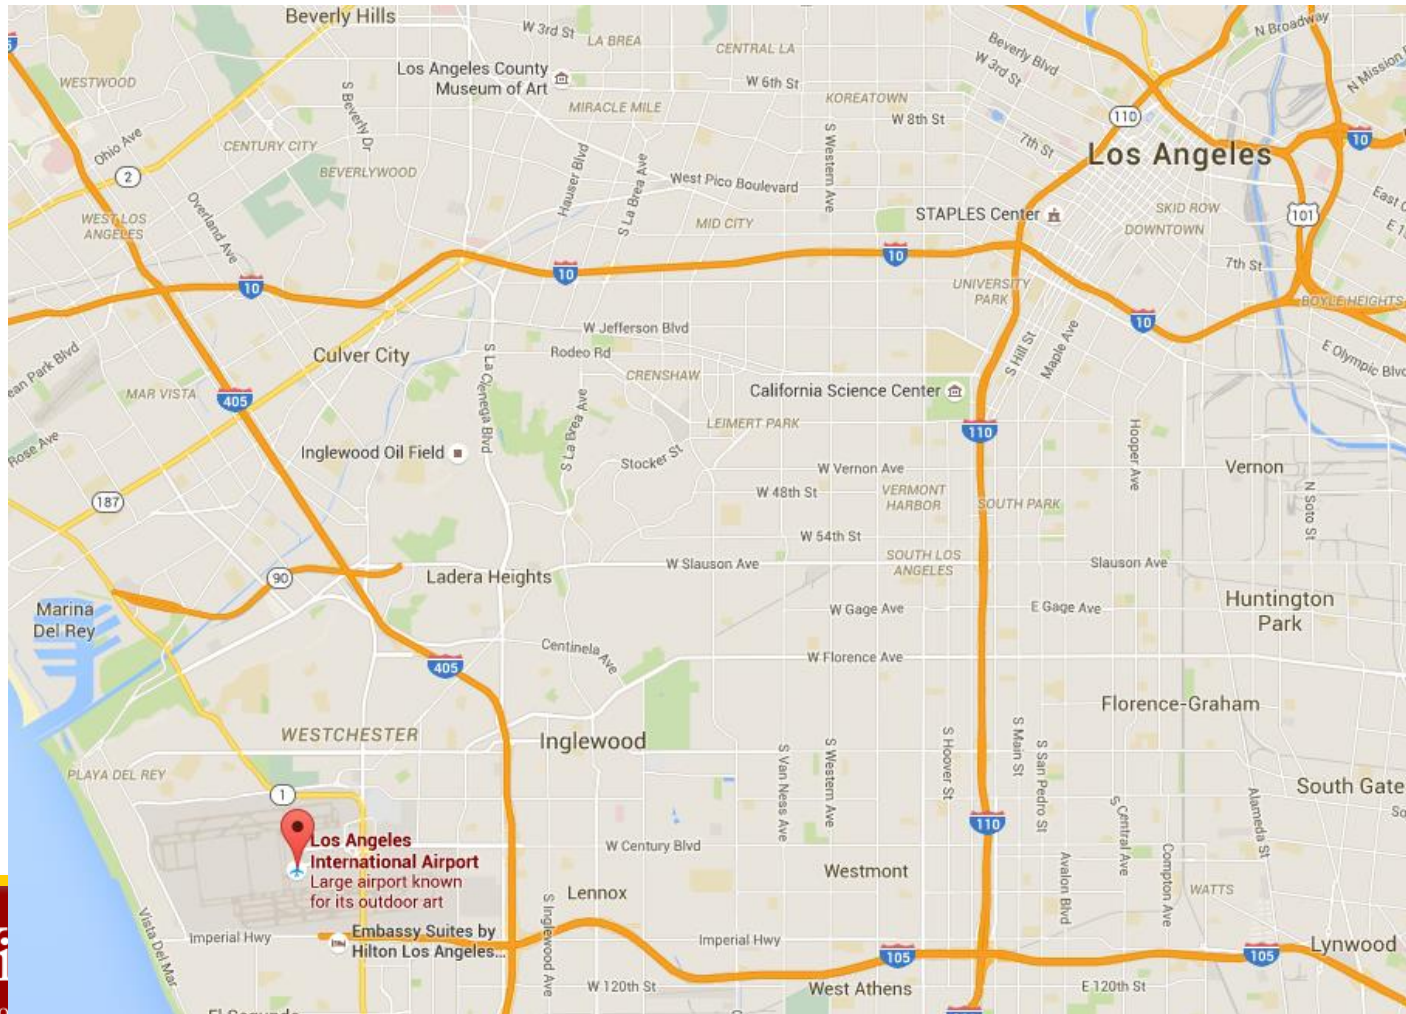 Beverly Hills
W 3rd St
LA BREA
CENTRAL LA
Beverly Blvd
N Broadway
W 3rd St
N Mission
Los Angeles County
Museum of Art
W 6th St
WESTWOOD
S Beverly Dr
MIRACLE MILE
KOREATOWN
W 8th St
110
Ohio Ave
CENTURY CITY
S Western Ave
7th St
10
Los Angeles
2
BEVERLYWOOD
Hauser Blvd
S La Brea Ave
West Pico Boulevard
WEST LOS
ANGELES
Overland Ave
MID CITY
STAPLES Center
SKID ROW
DOWNTOWN
101
East
10
10
10
7th St
UNIVERSITY
PARK
BOYLE HEIGHTS
10
W Jefferson Blvd
Culver City
Rodeo Rd
S Hill St
Maple Ave
E Olympic Blvd
Park Blvd
MAR VISTA
405
S La Cienega Blvd
CRENSHAW
California Science Center
S La Brea Ave
LEIMERT PARK
110
Rose Ave
Inglewood Oil Field
Stocker St
W Vernon Ave
Hooper Ave
Vernon
187
W 48th St
VERMONT
HARBOR
SOUTH PARK
N Soto St
W 54th St
90
Ladera Heights
W Slauson Ave
SOUTH LOS
ANGELES
Slauson Ave
Marina
Del Rey
W Gage Ave
E Gage Ave
Huntington
Park
405
Centinela Ave
W Florence Ave
WESTCHESTER
Inglewood
Florence-Graham
PLAYA DEL REY
S Van Ness Ave
S Western Ave
S Hoover St
S Main St
S San Pedro St
South Gate
1
S Central Ave
Alameda St
So
110
Los Angeles
International Airport
Large airport known
for its outdoor art
W Century Blvd
Westmont
Avalon Blvd
Compton Ave
WATTS
Lennox
Vista Del Mar
Imperial Hwy
Embassy Suites by
Hilton Los Angeles...
S Inglewood Ave
Imperial Hwy
105
105
Lynwood
W 120th St
West Athens
E 120th St
El Segundo